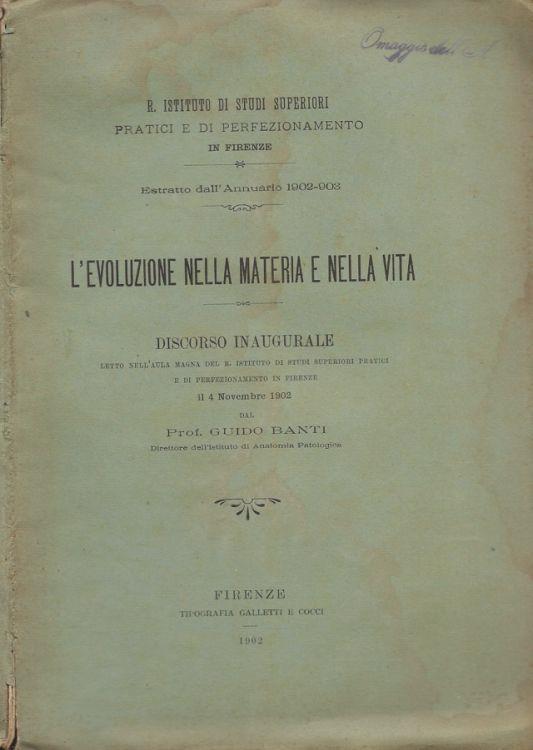 Omaggio dell'A
R. ISTITUTO DI STUDI SUPERIORI
PRATICI E DI PERFEZIONAMENTO
IN FIRENZE
Estratto dall'Annuario 1902-903
L'EVOLUZIONE NELLA MATERIA E NELLA VITA
DISCORSO INAUGURALE
LETTO NELL'AULA MAGNA DEL R. ISTITUTO DI STUDI SUPERIORI PRATICI
E DI PERFEZIONAMENTO IN FIRENZE
il 4 Novembre 1902
DAL
Prof. GUIDO BANTI
Direttore dell'Istituto di Anatomia Patologica
FIRENZE
TIPOGRAFIA GALLETTI E COCCI
1902